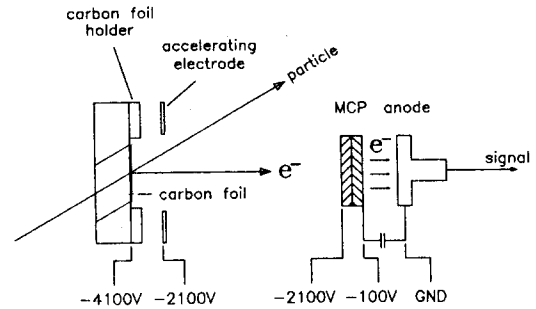 carbon foil
holder
accelerating
electrode
particle
MCP anode
e⁻
e⁻
signal
carbon foil
-4100V -2100V
-2100V -100V GND